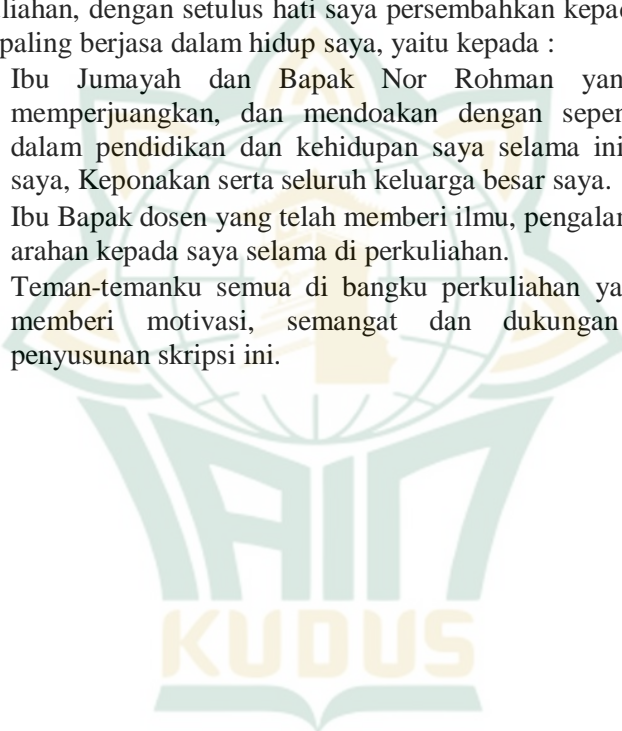 liahan, dengan setulus hati saya persembahkan kepad
paling berjasa dalam hidup saya, yaitu kepada :
Ibu Jumayah dan Bapak Nor Rohman yan
memperjuangkan, dan mendoakan dengan seper
dalam pendidikan dan kehidupan saya selama ini
saya, Keponakan serta seluruh keluarga besar saya.
Ibu Bapak dosen yang telah memberi ilmu, pengalar
arahan kepada saya selama di perkuliahan.
Teman-temanku semua di bangku perkuliahan ya
memberi motivasi, semangat dan dukungan
penyusunan skripsi ini.
IAIN
KUDUS